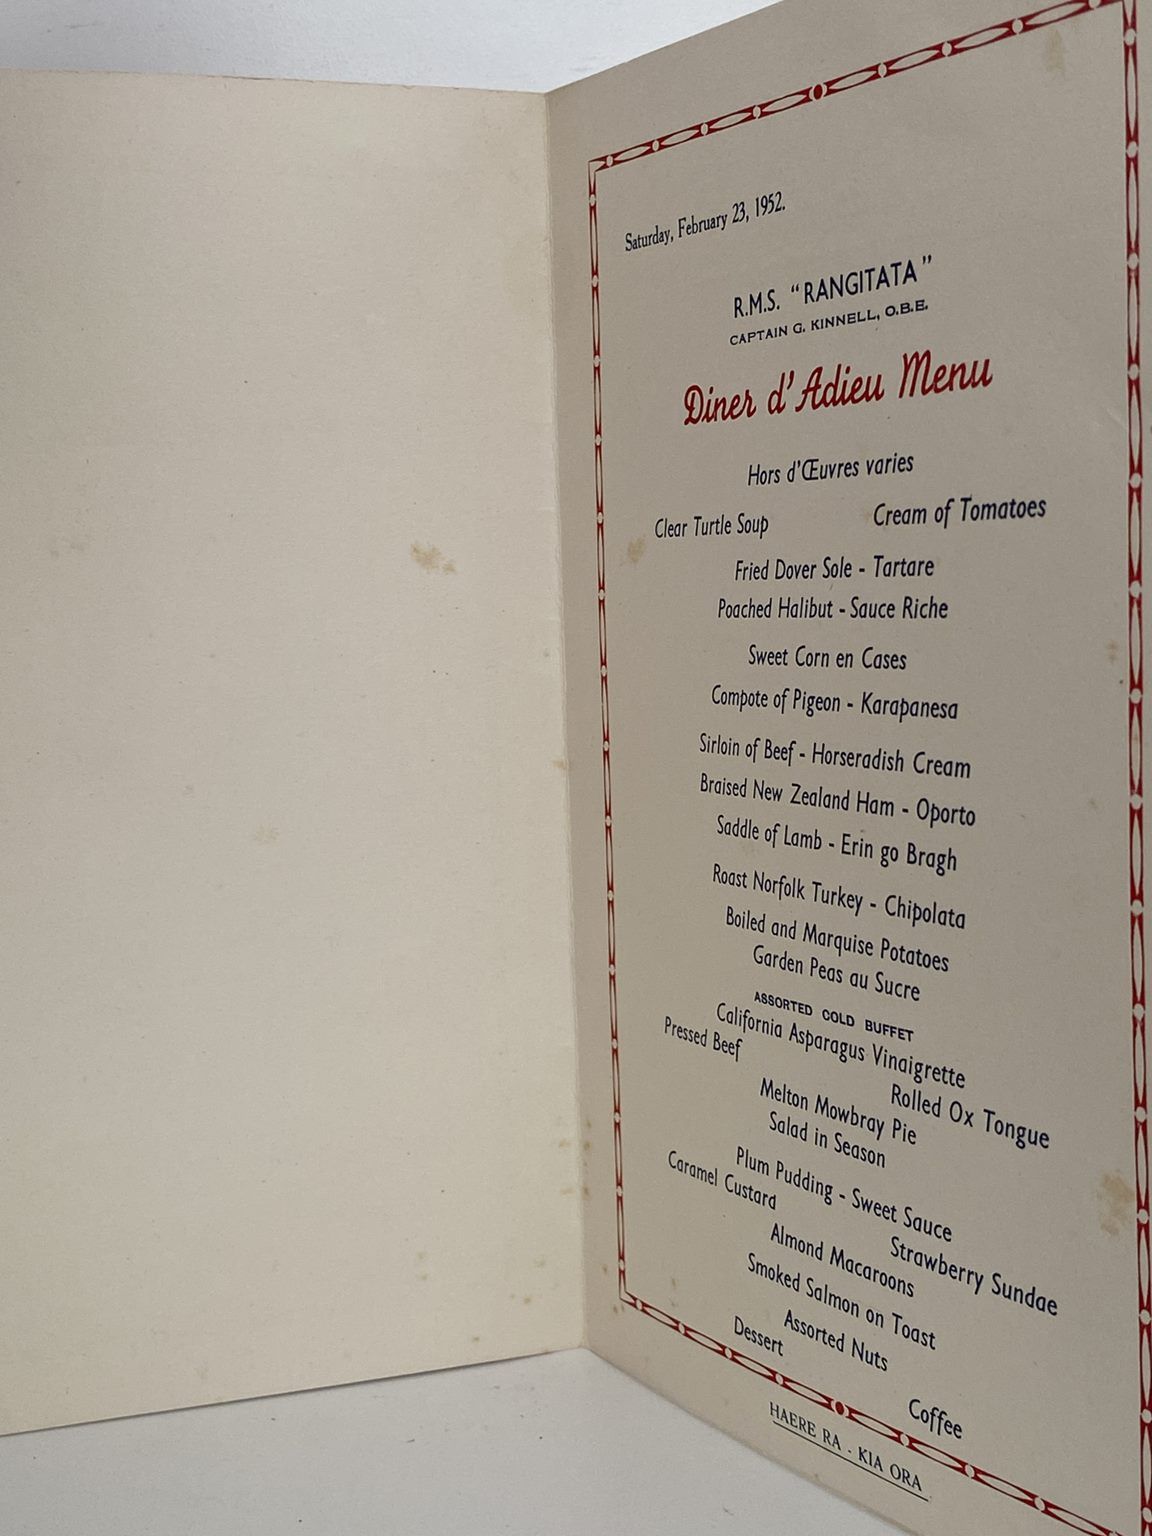 Saturday, February 23, 1952.
R.M.S. “RANGITATA”
CAPTAIN G. KINNELL, O.B.E.
Diner d’Adieu Menu
Hors d’Œuvres varies
Clear Turtle Soup Cream of Tomatoes
Fried Dover Sole - Tartare
Poached Halibut - Sauce Riche
Sweet Corn en Cases
Compote of Pigeon - Karapanesa
Sirloin of Beef - Horseradish Cream
Braised New Zealand Ham - Oporto
Saddle of Lamb - Erin go Bragh
Roast Norfolk Turkey - Chipolata
Boiled and Marquise Potatoes
Garden Peas au Sucre
ASSORTED COLD BUFFET
California Asparagus Vinaigrette
Pressed Beef Rolled Ox Tongue
Melton Mowbray Pie
Salad in Season
Plum Pudding - Sweet Sauce
Caramel Custard Strawberry Sundae
Almond Macaroons
Smoked Salmon on Toast
Assorted Nuts
Dessert Coffee
HAERE RA - KIA ORA